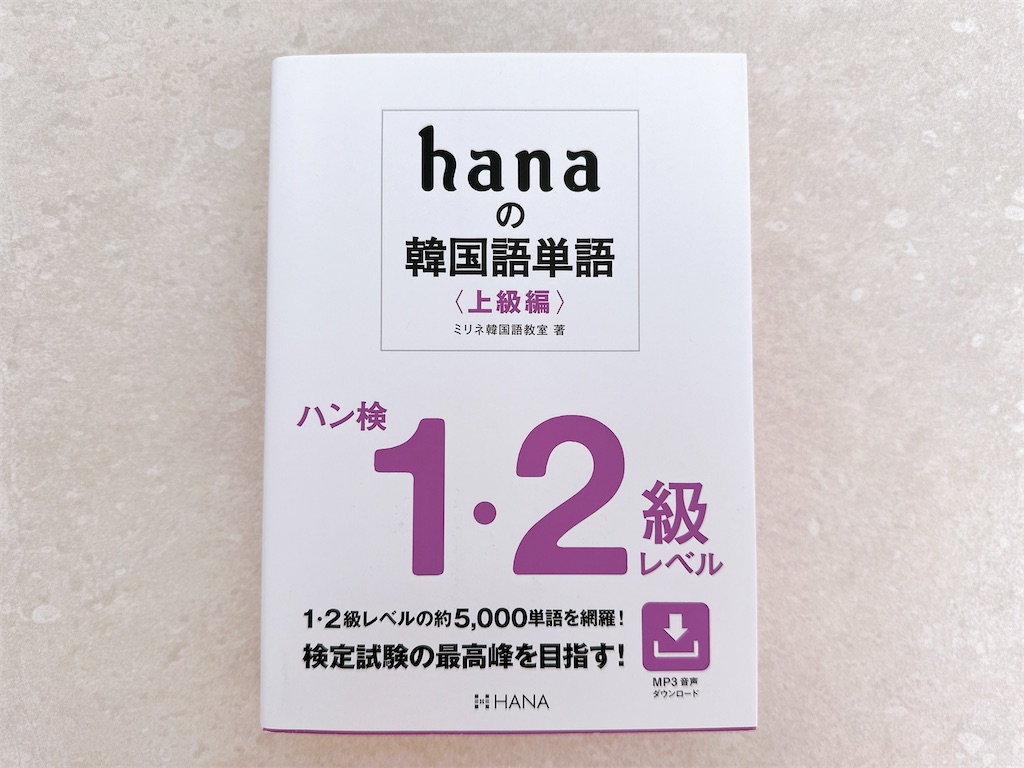 hana
の
韓国語単語
〈上級編〉
ミリネ韓国語教室 著
ハン検
1・2級
レベル
1・2級レベルの約5,000単語を網羅！
検定試験の最高峰を目指す！
MP3音声
ダウンロード
HANA